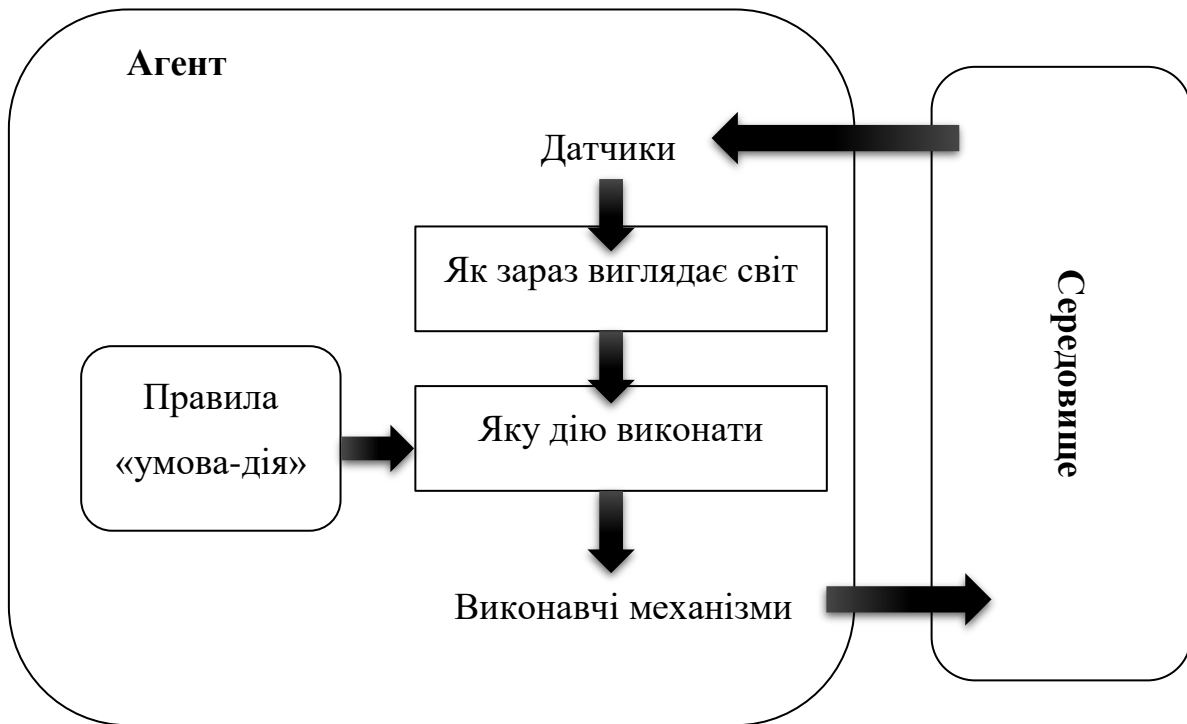 Агент
Датчики
Як зараз виглядає світ
Правила
«умова-дія»
Яку дію виконати
Виконавчі механізми
Середовище